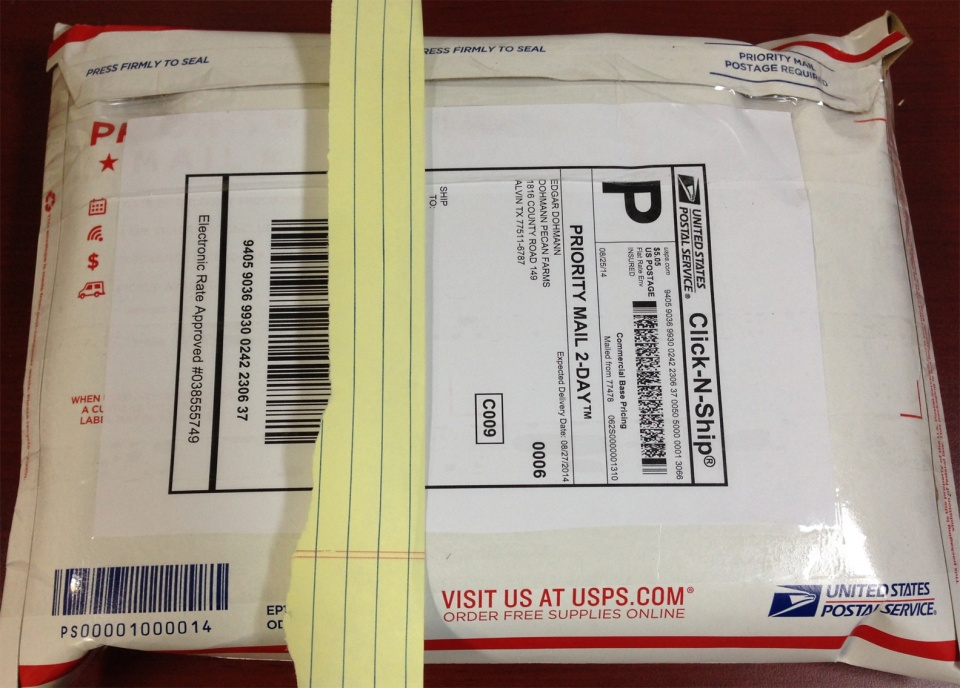 PRESS FIRMLY TO SEAL
RESS FIRMLY TO SEAL
PRIORITY MAIL
POSTAGE REQUIRED
UNITED STATES
POSTAL SERVICE®
Click-N-Ship®
P
usps.com
$5.05
US POSTAGE
Flat Rate Env
INSURED
9405 9036 9930 0242 2306 37 0050 5000 0001 3066
08/25/14
Commercial Base Pricing
Mailed from 77478 062S0000001310
PRIORITY MAIL 2-DAY™
EDGAR DOHMANN
DOHMANN PECAN FARMS
1816 COUNTY ROAD 149
ALVIN TX 77511-6787
Expected Delivery Date: 08/27/2014
0006
C009
SHIP
TO:
9405 9036 9930 0242 2306 37
Electronic Rate Approved #038555749
$
WHEN
A CU
LABE
PS00001000014
EP1
VISIT US AT USPS.COM®
ORDER FREE SUPPLIES ONLINE
UNITED STATES
POSTAL SERVICE®